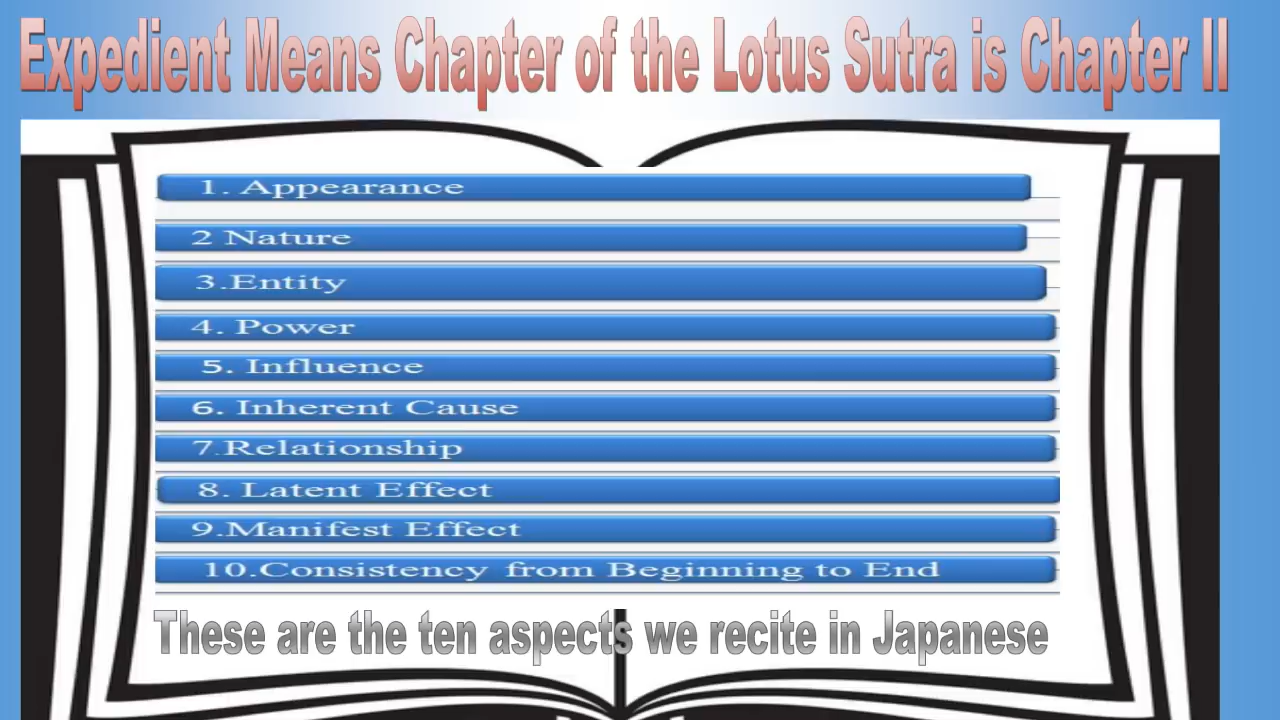 Expedient Means Chapter of the Lotus Sutra is Chapter II
1. Appearance
2 Nature
3.Entity
4. Power
5. Influence
6. Inherent Cause
7.Relationship
8. Latent Effect
9.Manifest Effect
10.Consistency from Beginning to End
These are the ten aspects we recite in Japanese